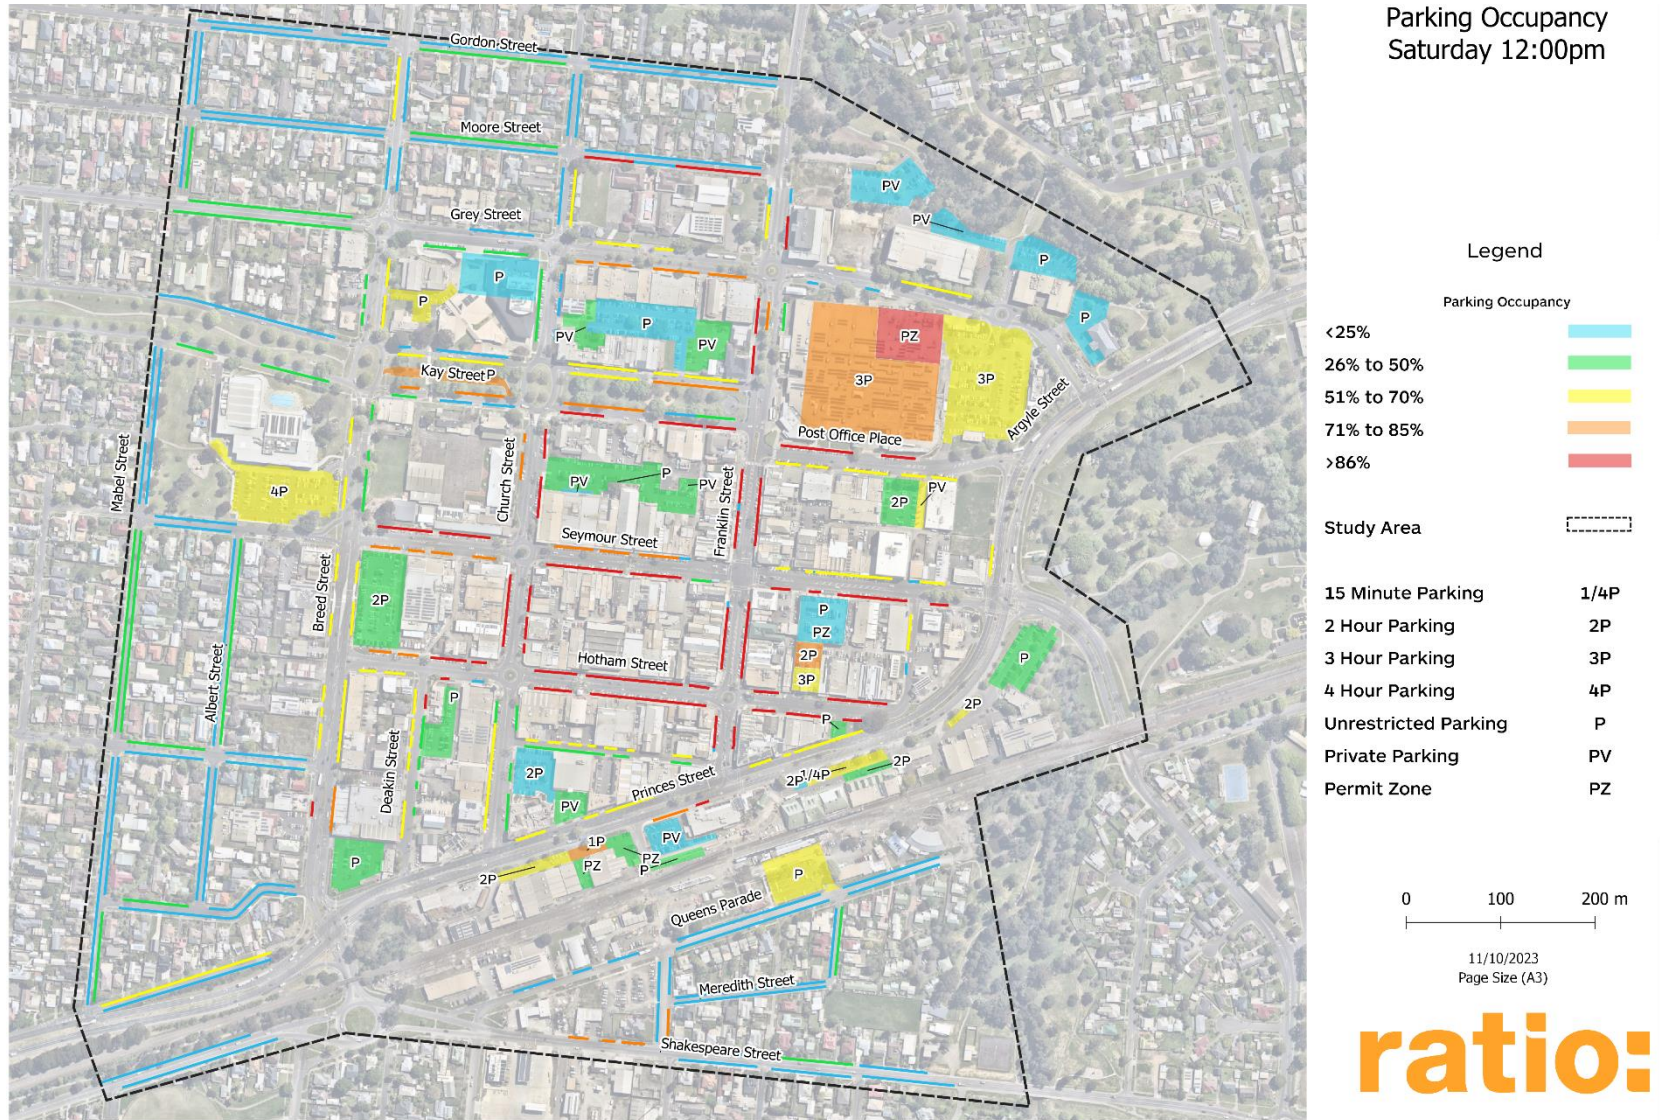 Parking Occupancy
Saturday 12:00pm
Gordon Street
Moore Street
Grey Street
PV
PV
P
P
P
P
P
PV
PV
PZ
3P
3P
Kay Street
P
Argyle Street
Post Office Place
Mabel Street
4P
Church Street
P
PV
PV
Franklin Street
2P
PV
Seymour Street
Breed Street
2P
P
PZ
2P
3P
P
Hotham Street
Albert Street
P
2P
P
Deakin Street
2P
PV
Princes Street
2P
1/4P
2P
P
1P
PZ
PZ
P
PV
2P
P
Queens Parade
Meredith Street
Shakespeare Street
Legend
Parking Occupancy
<25%
26% to 50%
51% to 70%
71% to 85%
>86%
Study Area
15 Minute Parking 1/4P
2 Hour Parking 2P
3 Hour Parking 3P
4 Hour Parking 4P
Unrestricted Parking P
Private Parking PV
Permit Zone PZ
0 100 200 m
11/10/2023
Page Size (A3)
ratio: